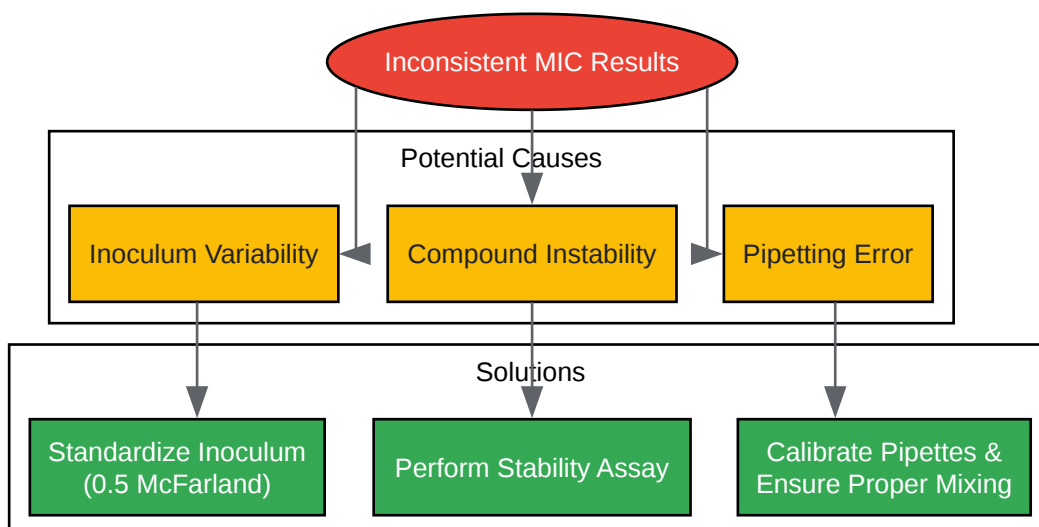 Inconsistent MIC Results
Potential Causes
Inoculum Variability
Compound Instability
Pipetting Error
Solutions
Standardize Inoculum
(0.5 McFarland)
Perform Stability Assay
Calibrate Pipettes &
Ensure Proper Mixing